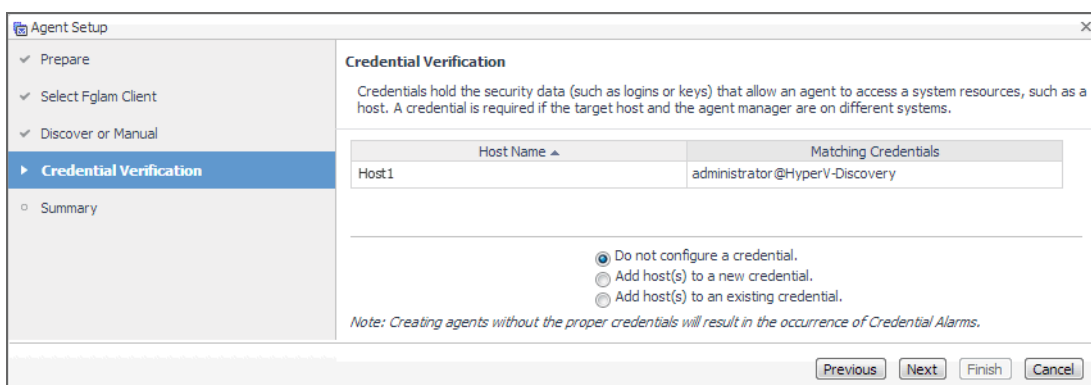 Agent Setup
Prepare
Select Fglam Client
Discover or Manual
Credential Verification
Summary
Credential Verification
Credentials hold the security data (such as logins or keys) that allow an agent to access a system resources, such as a
host. A credential is required if the target host and the agent manager are on different systems.
Host Name Matching Credentials
Host1 administrator@HyperV-Discovery
Do not configure a credential.
Add host(s) to a new credential.
Add host(s) to an existing credential.
Note: Creating agents without the proper credentials will result in the occurrence of Credential Alarms.
Previous Next Finish Cancel